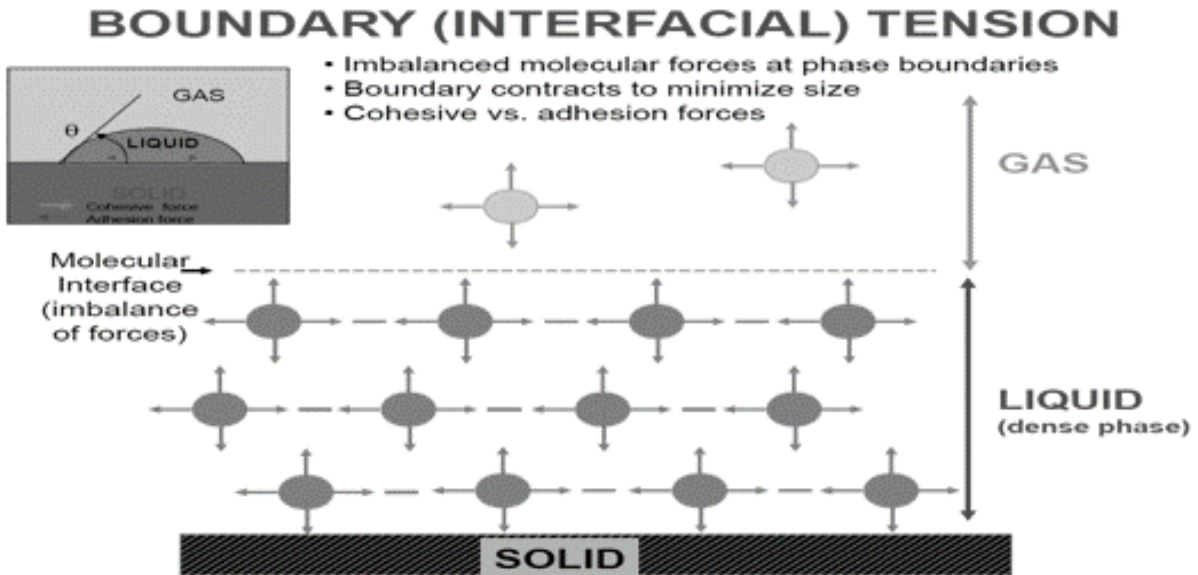 BOUNDARY (INTERFACIAL) TENSION
• Imbalanced molecular forces at phase boundaries
• Boundary contracts to minimize size
• Cohesive vs. adhesion forces
GAS
θ
LIQUID
SOLID
Cohesive force
Adhesion force
GAS
Molecular
Interface
(imbalance
of forces)
LIQUID
(dense phase)
SOLID